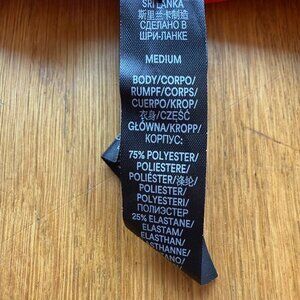 SRI LANKA
斯里兰卡制造
СДЕЛАНО В
ШРИ-ЛАНКЕ
MEDIUM
BODY/CORPO/
RUMPF/CORPS/
CUERPO/KROP/
衣身/CZĘŚĆ
GŁÓWNA/KROPP/
КОРПУС:
75% POLYESTER/
POLIESTERE/
POLIÉSTER/涤纶/
POLIESTER/
POLYESTERI/
ПОЛИЭСТЕР
25% ELASTANE/
ELASTAM/
ELASTHAN/